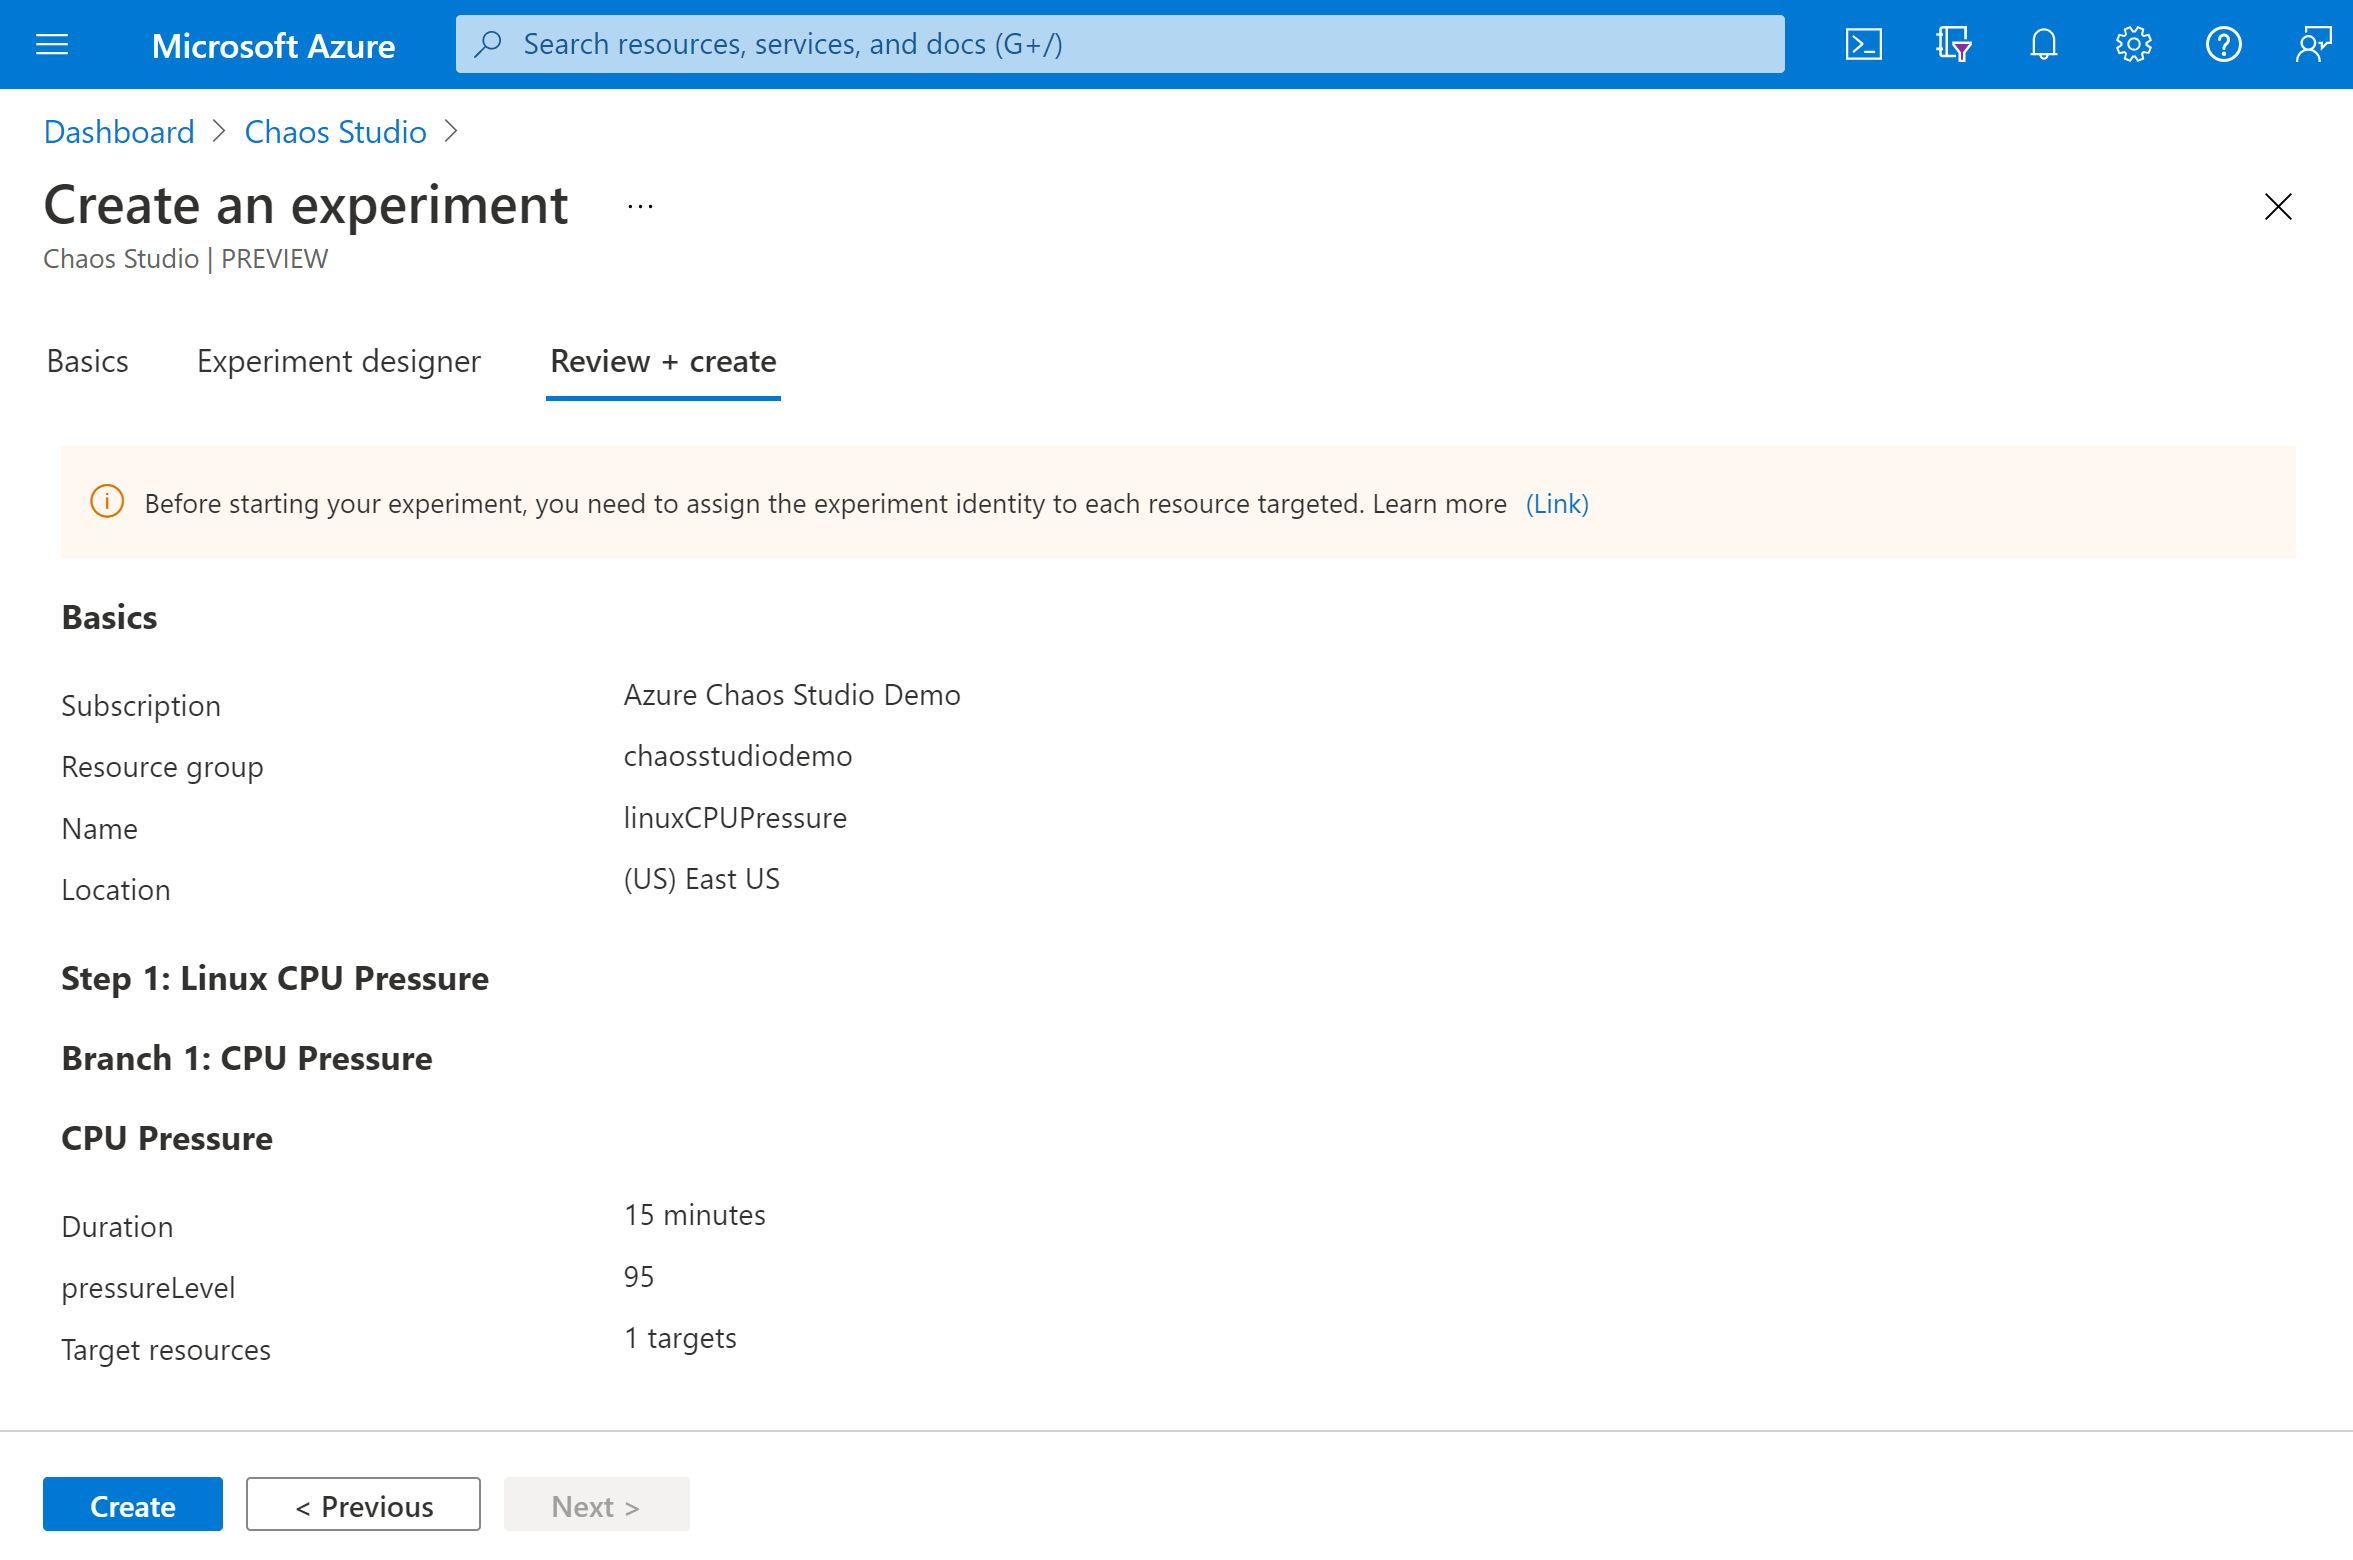 Microsoft Azure
Search resources, services, and docs (G+/)
Dashboard > Chaos Studio >
Create an experiment ...
Chaos Studio | PREVIEW
Basics Experiment designer Review + create
Before starting your experiment, you need to assign the experiment identity to each resource targeted. Learn more (Link)
Basics
Subscription Azure Chaos Studio Demo
Resource group chaosstudiodemo
Name linuxCPUPressure
Location (US) East US
Step 1: Linux CPU Pressure
Branch 1: CPU Pressure
CPU Pressure
Duration 15 minutes
pressureLevel 95
Target resources 1 targets
Create < Previous Next >